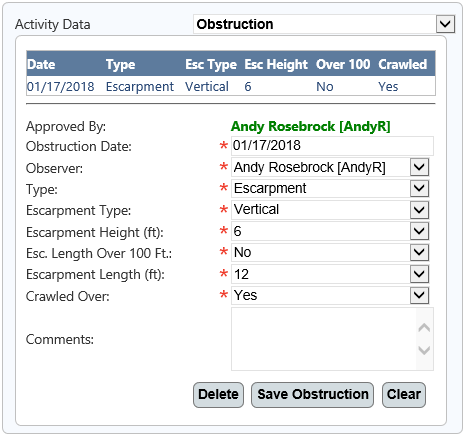 Activity Data Obstruction
Date Type Esc Type Esc Height Over 100 Crawled
01/17/2018 Escarpment Vertical 6 No Yes
Approved By: Andy Rosebrock [AndyR]
Obstruction Date: * 01/17/2018
Observer: * Andy Rosebrock [AndyR]
Type: * Escarpment
Escarpment Type: * Vertical
Escarpment Height (ft): * 6
Esc. Length Over 100 Ft.: * No
Escarpment Length (ft): * 12
Crawled Over: * Yes
Comments:
Delete Save Obstruction Clear